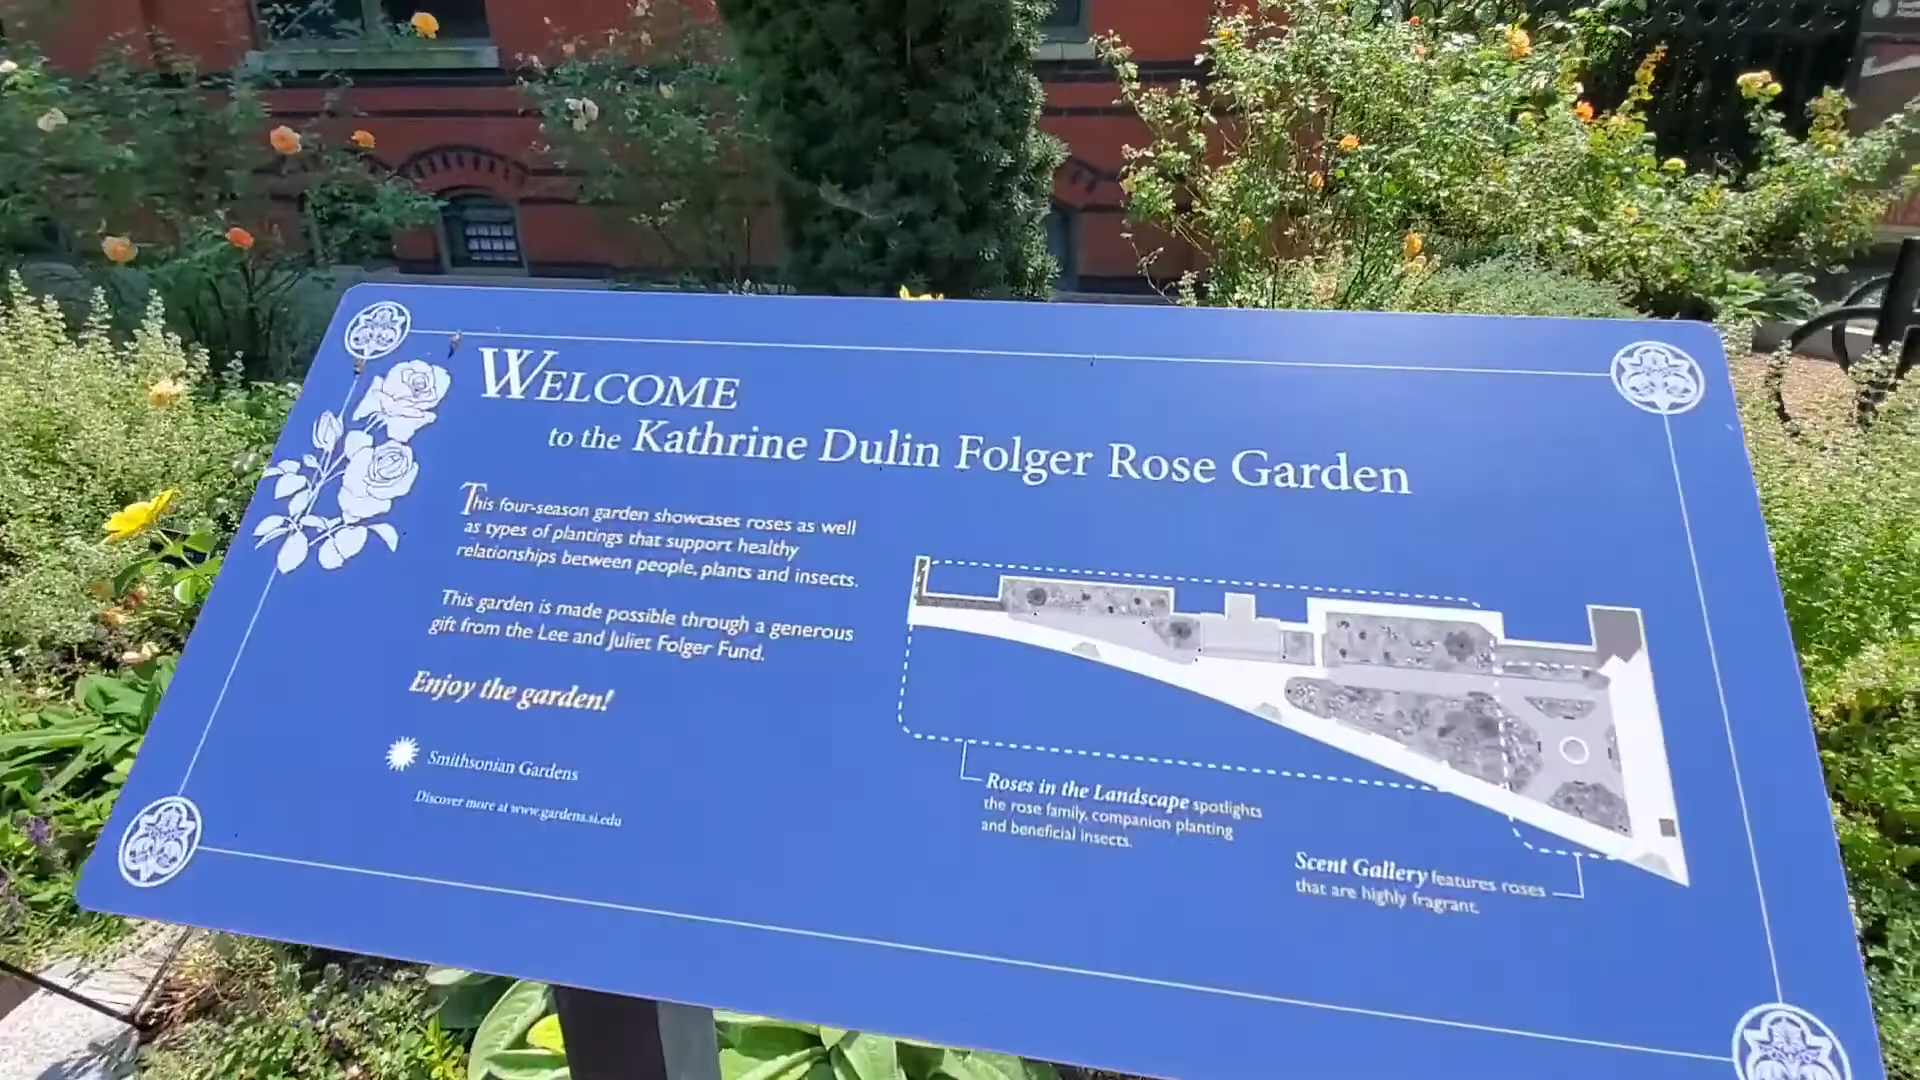 WELCOME
to the Kathrine Dulin Folger Rose Garden
This four-season garden showcases roses as well
as types of plantings that support healthy
relationships between people, plants and insects.
This garden is made possible through a generous
gift from the Lee and Juliet Folger Fund.
Enjoy the garden!
Smithsonian Gardens
Discover more at www.gardens.si.edu
Roses in the Landscape spotlights
the rose family, companion planting
and beneficial insects.
Scent Gallery features roses
that are highly fragrant.